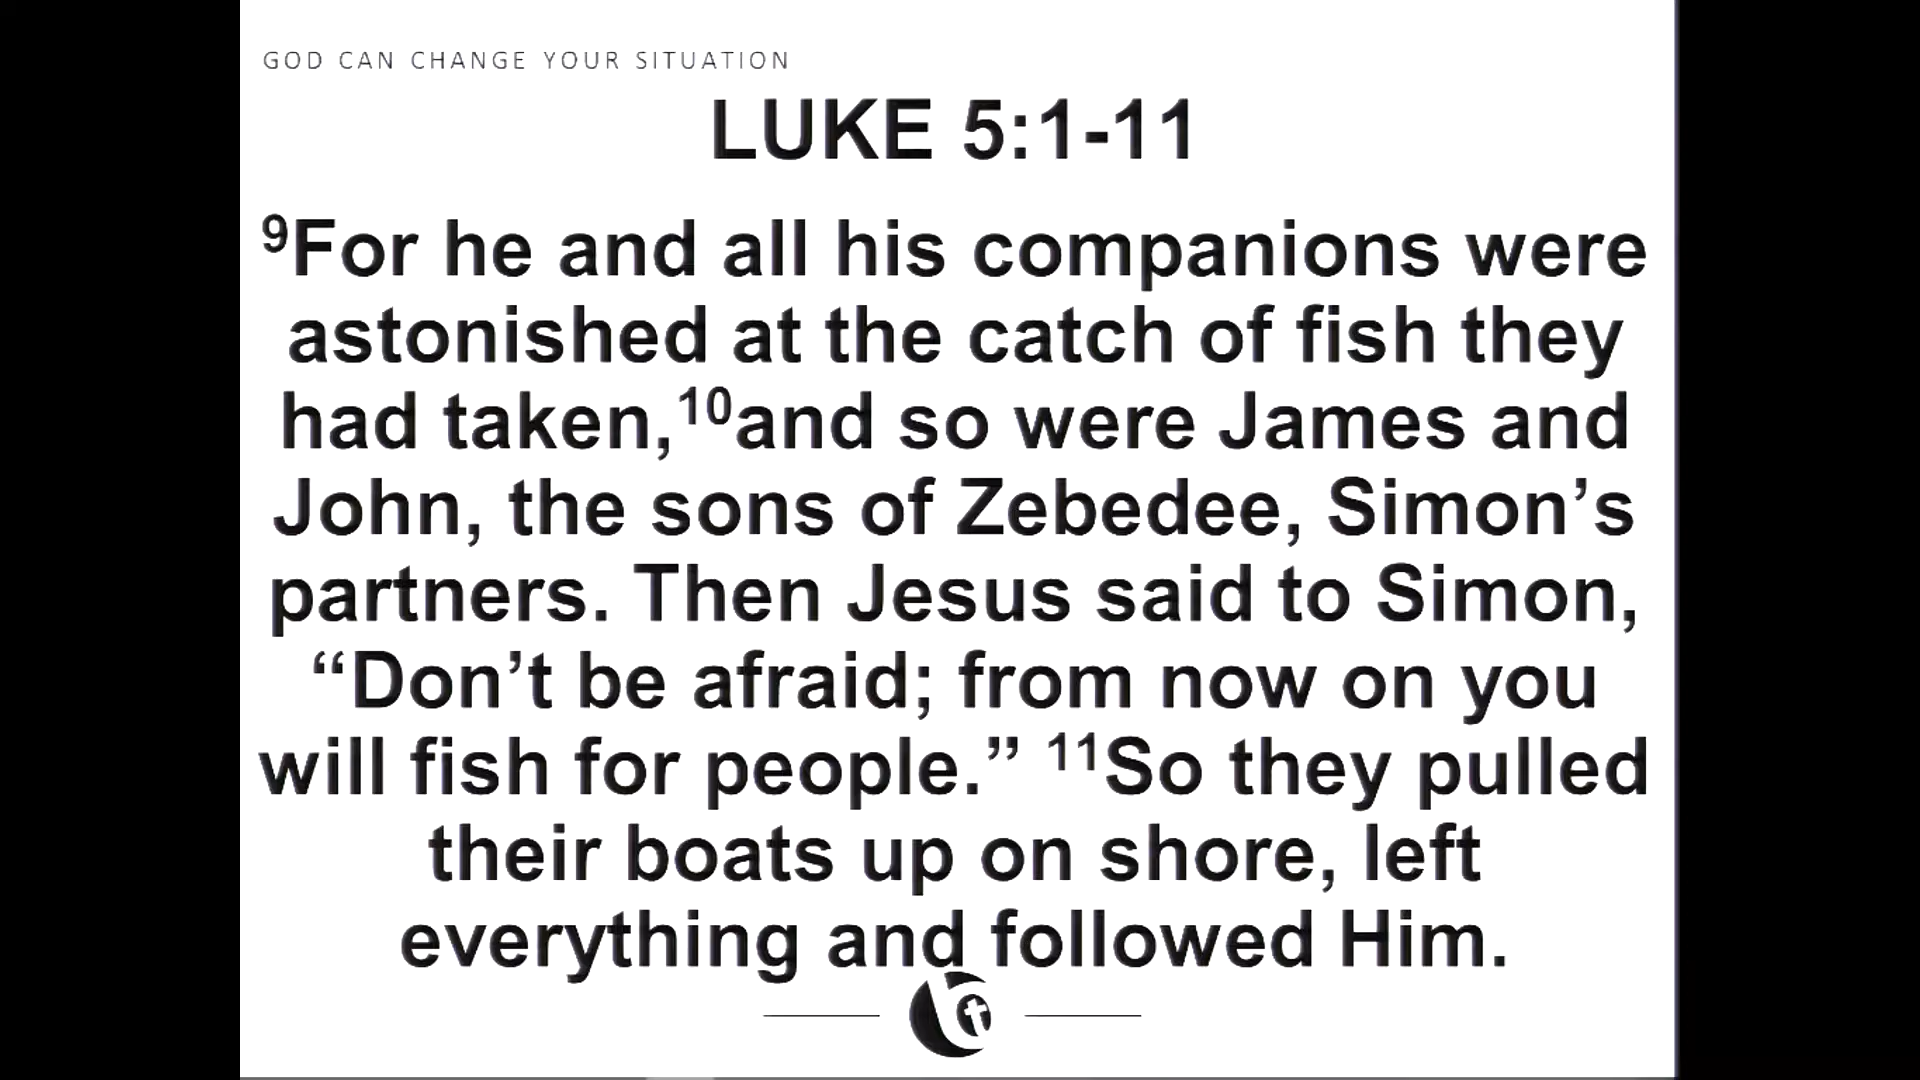 GOD CAN CHANGE YOUR SITUATION
LUKE 5:1-11
⁹For he and all his companions were
astonished at the catch of fish they
had taken,¹⁰and so were James and
John, the sons of Zebedee, Simon’s
partners. Then Jesus said to Simon,
“Don’t be afraid; from now on you
will fish for people.” ¹¹So they pulled
their boats up on shore, left
everything and followed Him.